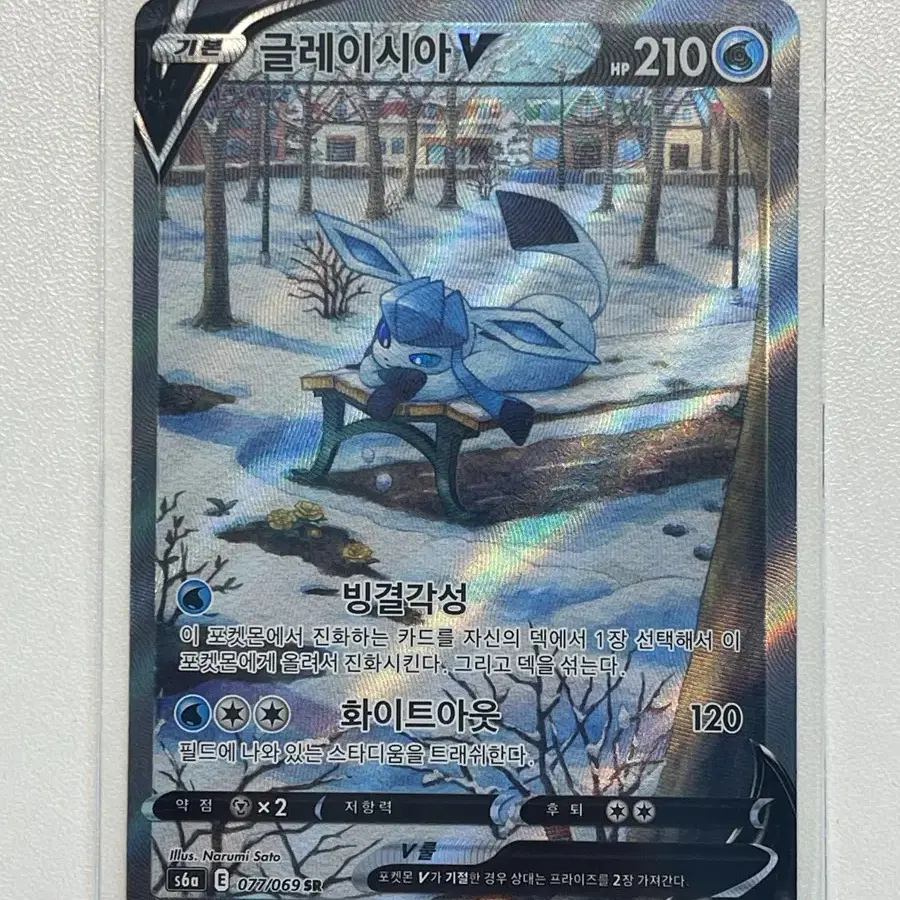 기본 글레이시아V HP 210
빙결각성
이 포켓몬에서 진화하는 카드를 자신의 덱에서 1장 선택해서 이
포켓몬에게 올려서 진화시킨다. 그리고 덱을 섞는다.
화이트아웃 120
필드에 나와 있는 스타디움을 트래쉬한다.
약점 ×2 저항력 후퇴
Illus. Narumi Sato
V룰
s6a E 077/069 SR
포켓몬 V가 기절한 경우 상대는 프라이즈를 2장 가져간다.